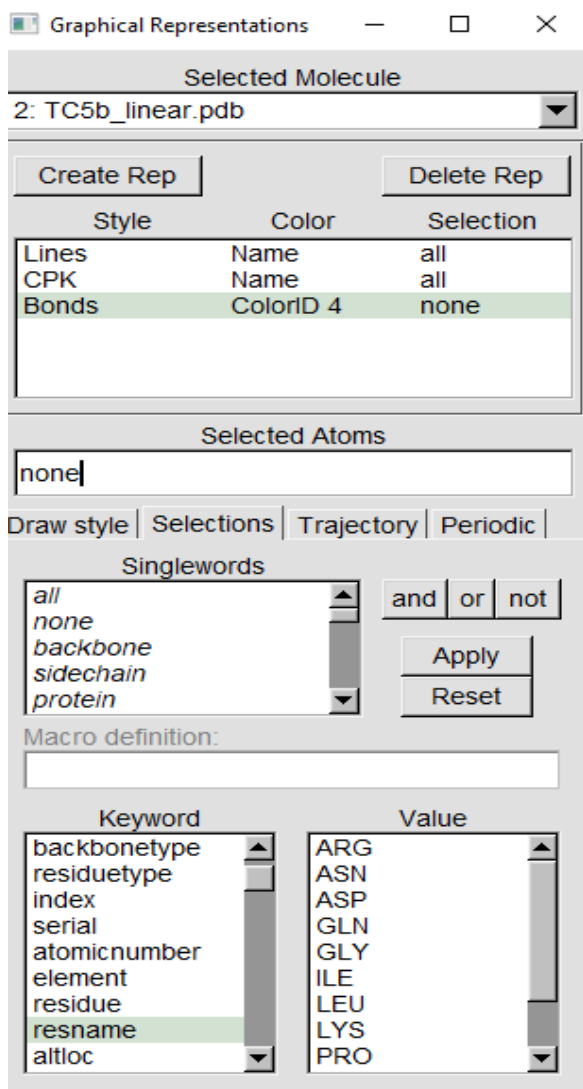 Graphical Representations
Selected Molecule
2: TC5b_linear.pdb
Create Rep Delete Rep
Style Color Selection
Lines Name all
CPK Name all
Bonds ColorID 4 none
Selected Atoms
none
Draw style Selections Trajectory Periodic
Singlewords
all
none
backbone
sidechain
protein
and or not
Apply
Reset
Macro definition:
Keyword
backbonetype
residuetype
index
serial
atomicnumber
element
residue
resname
altloc
Value
ARG
ASN
ASP
GLN
GLY
ILE
LEU
LYS
PRO